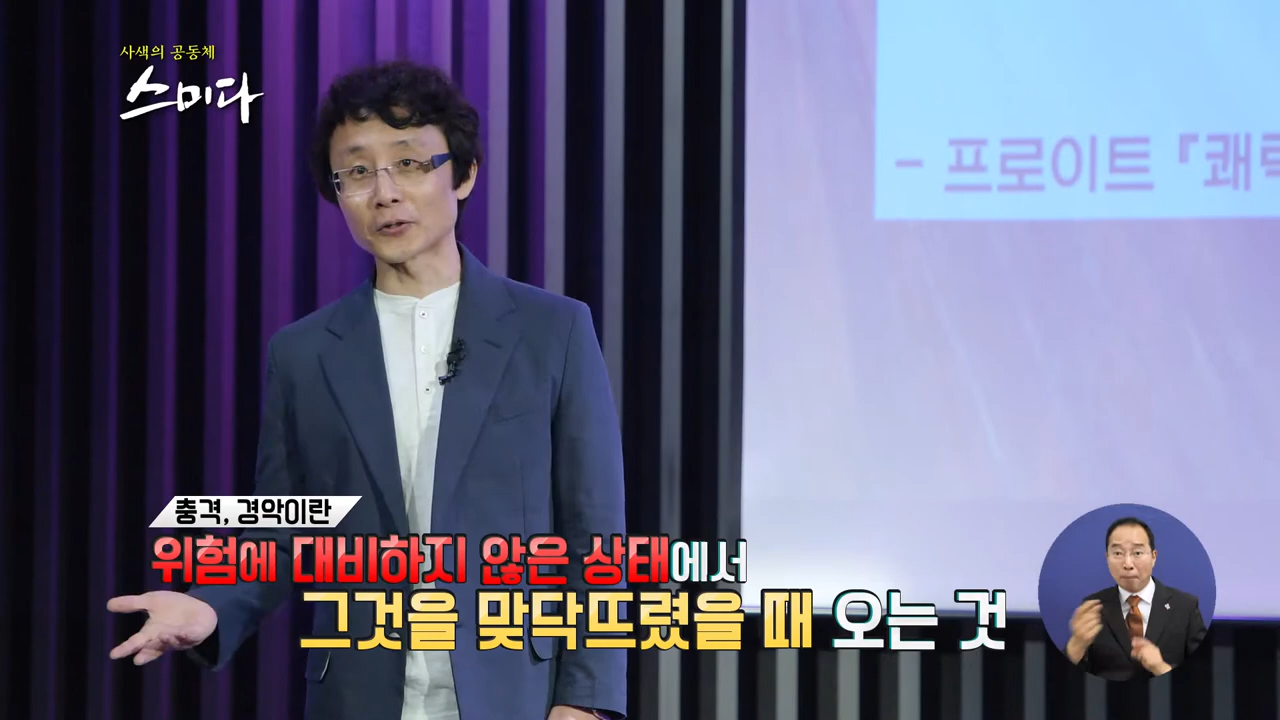 사색의 공동체
스미다
- 프로이트 『쾌락
충격, 경악이란
위험에 대비하지 않은 상태에서
그것을 맞닥뜨렸을 때 오는 것